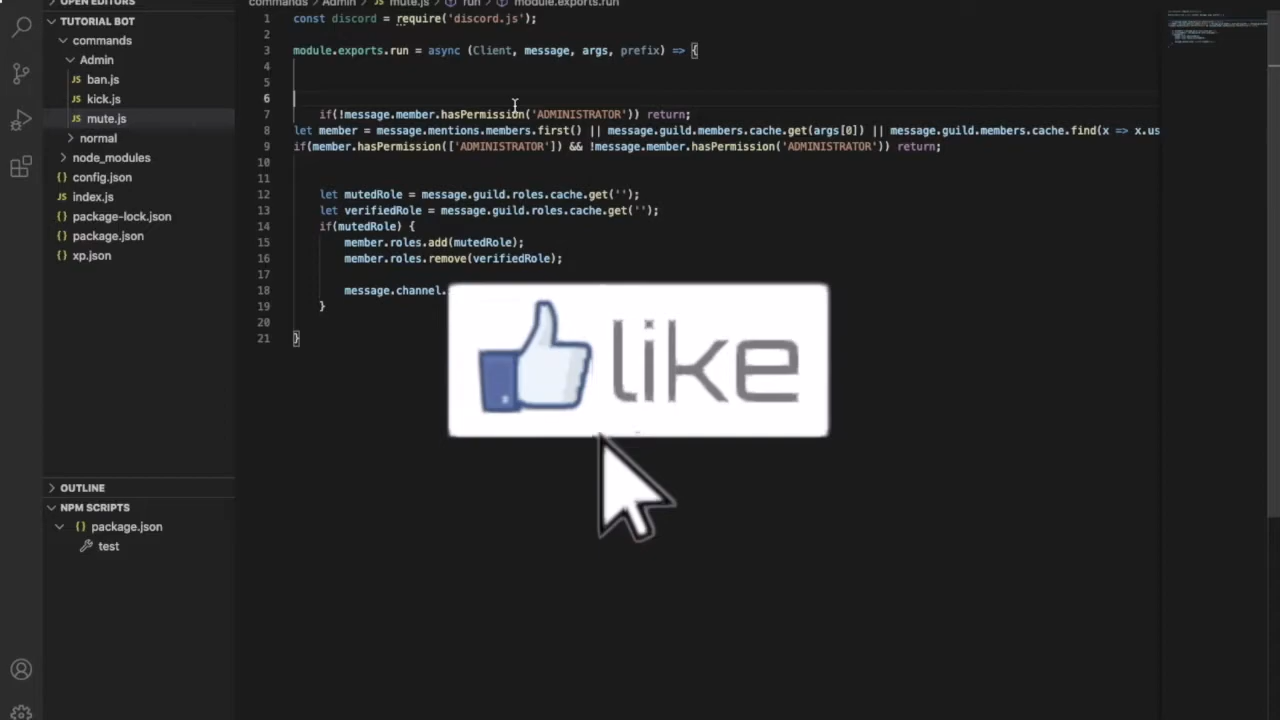 OPEN EDITORS
commands > Admin > JS mute.js > run > module.exports.run
TUTORIAL BOT
commands
Admin
JS ban.js
JS kick.js
JS mute.js
normal
node_modules
{} config.json
JS index.js
{} package-lock.json
{} package.json
{} xp.json
OUTLINE
NPM SCRIPTS
{} package.json
test
1 const discord = require('discord.js');
2
3 module.exports.run = async (Client, message, args, prefix) => {
4
5
6
7 if(!message.member.hasPermission('ADMINISTRATOR')) return;
8 let member = message.mentions.members.first() || message.guild.members.cache.get(args[0]) || message.guild.members.cache.find(x => x.us
9 if(member.hasPermission(['ADMINISTRATOR']) && !message.member.hasPermission('ADMINISTRATOR')) return;
10
11
12 let mutedRole = message.guild.roles.cache.get('');
13 let verifiedRole = message.guild.roles.cache.get('');
14 if(mutedRole) {
15 member.roles.add(mutedRole);
16 member.roles.remove(verifiedRole);
17
18 message.channel.
19 }
20
21 }
like